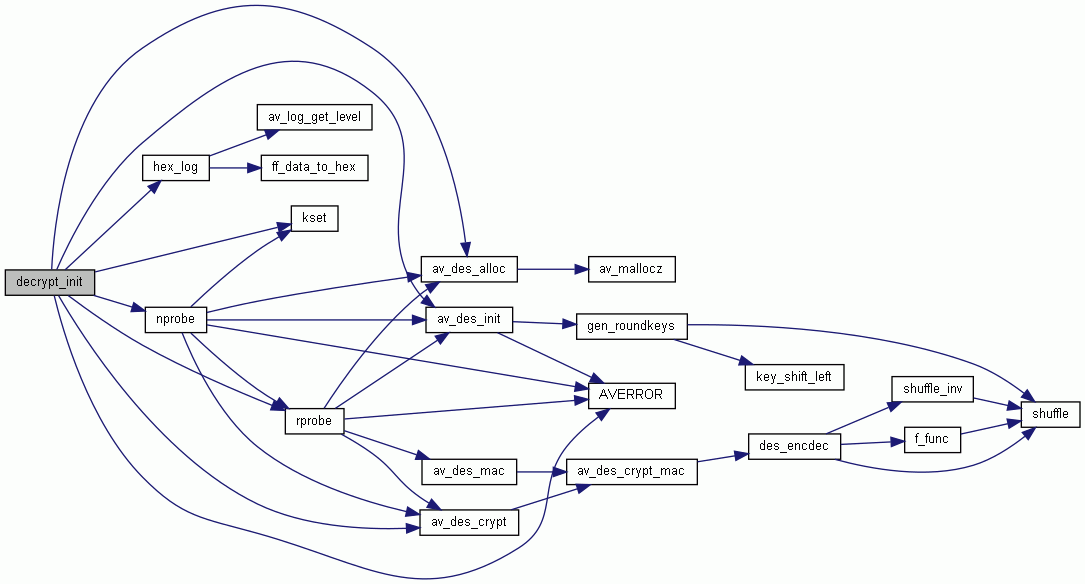 av_log_get_level
hex_log
ff_data_to_hex
kset
decrypt_init
av_des_alloc
av_mallocz
nprobe
av_des_init
gen_roundkeys
key_shift_left
AVERROR
shuffle_inv
rprobe
shuffle
f_func
des_encdec
av_des_mac
av_des_crypt_mac
av_des_crypt